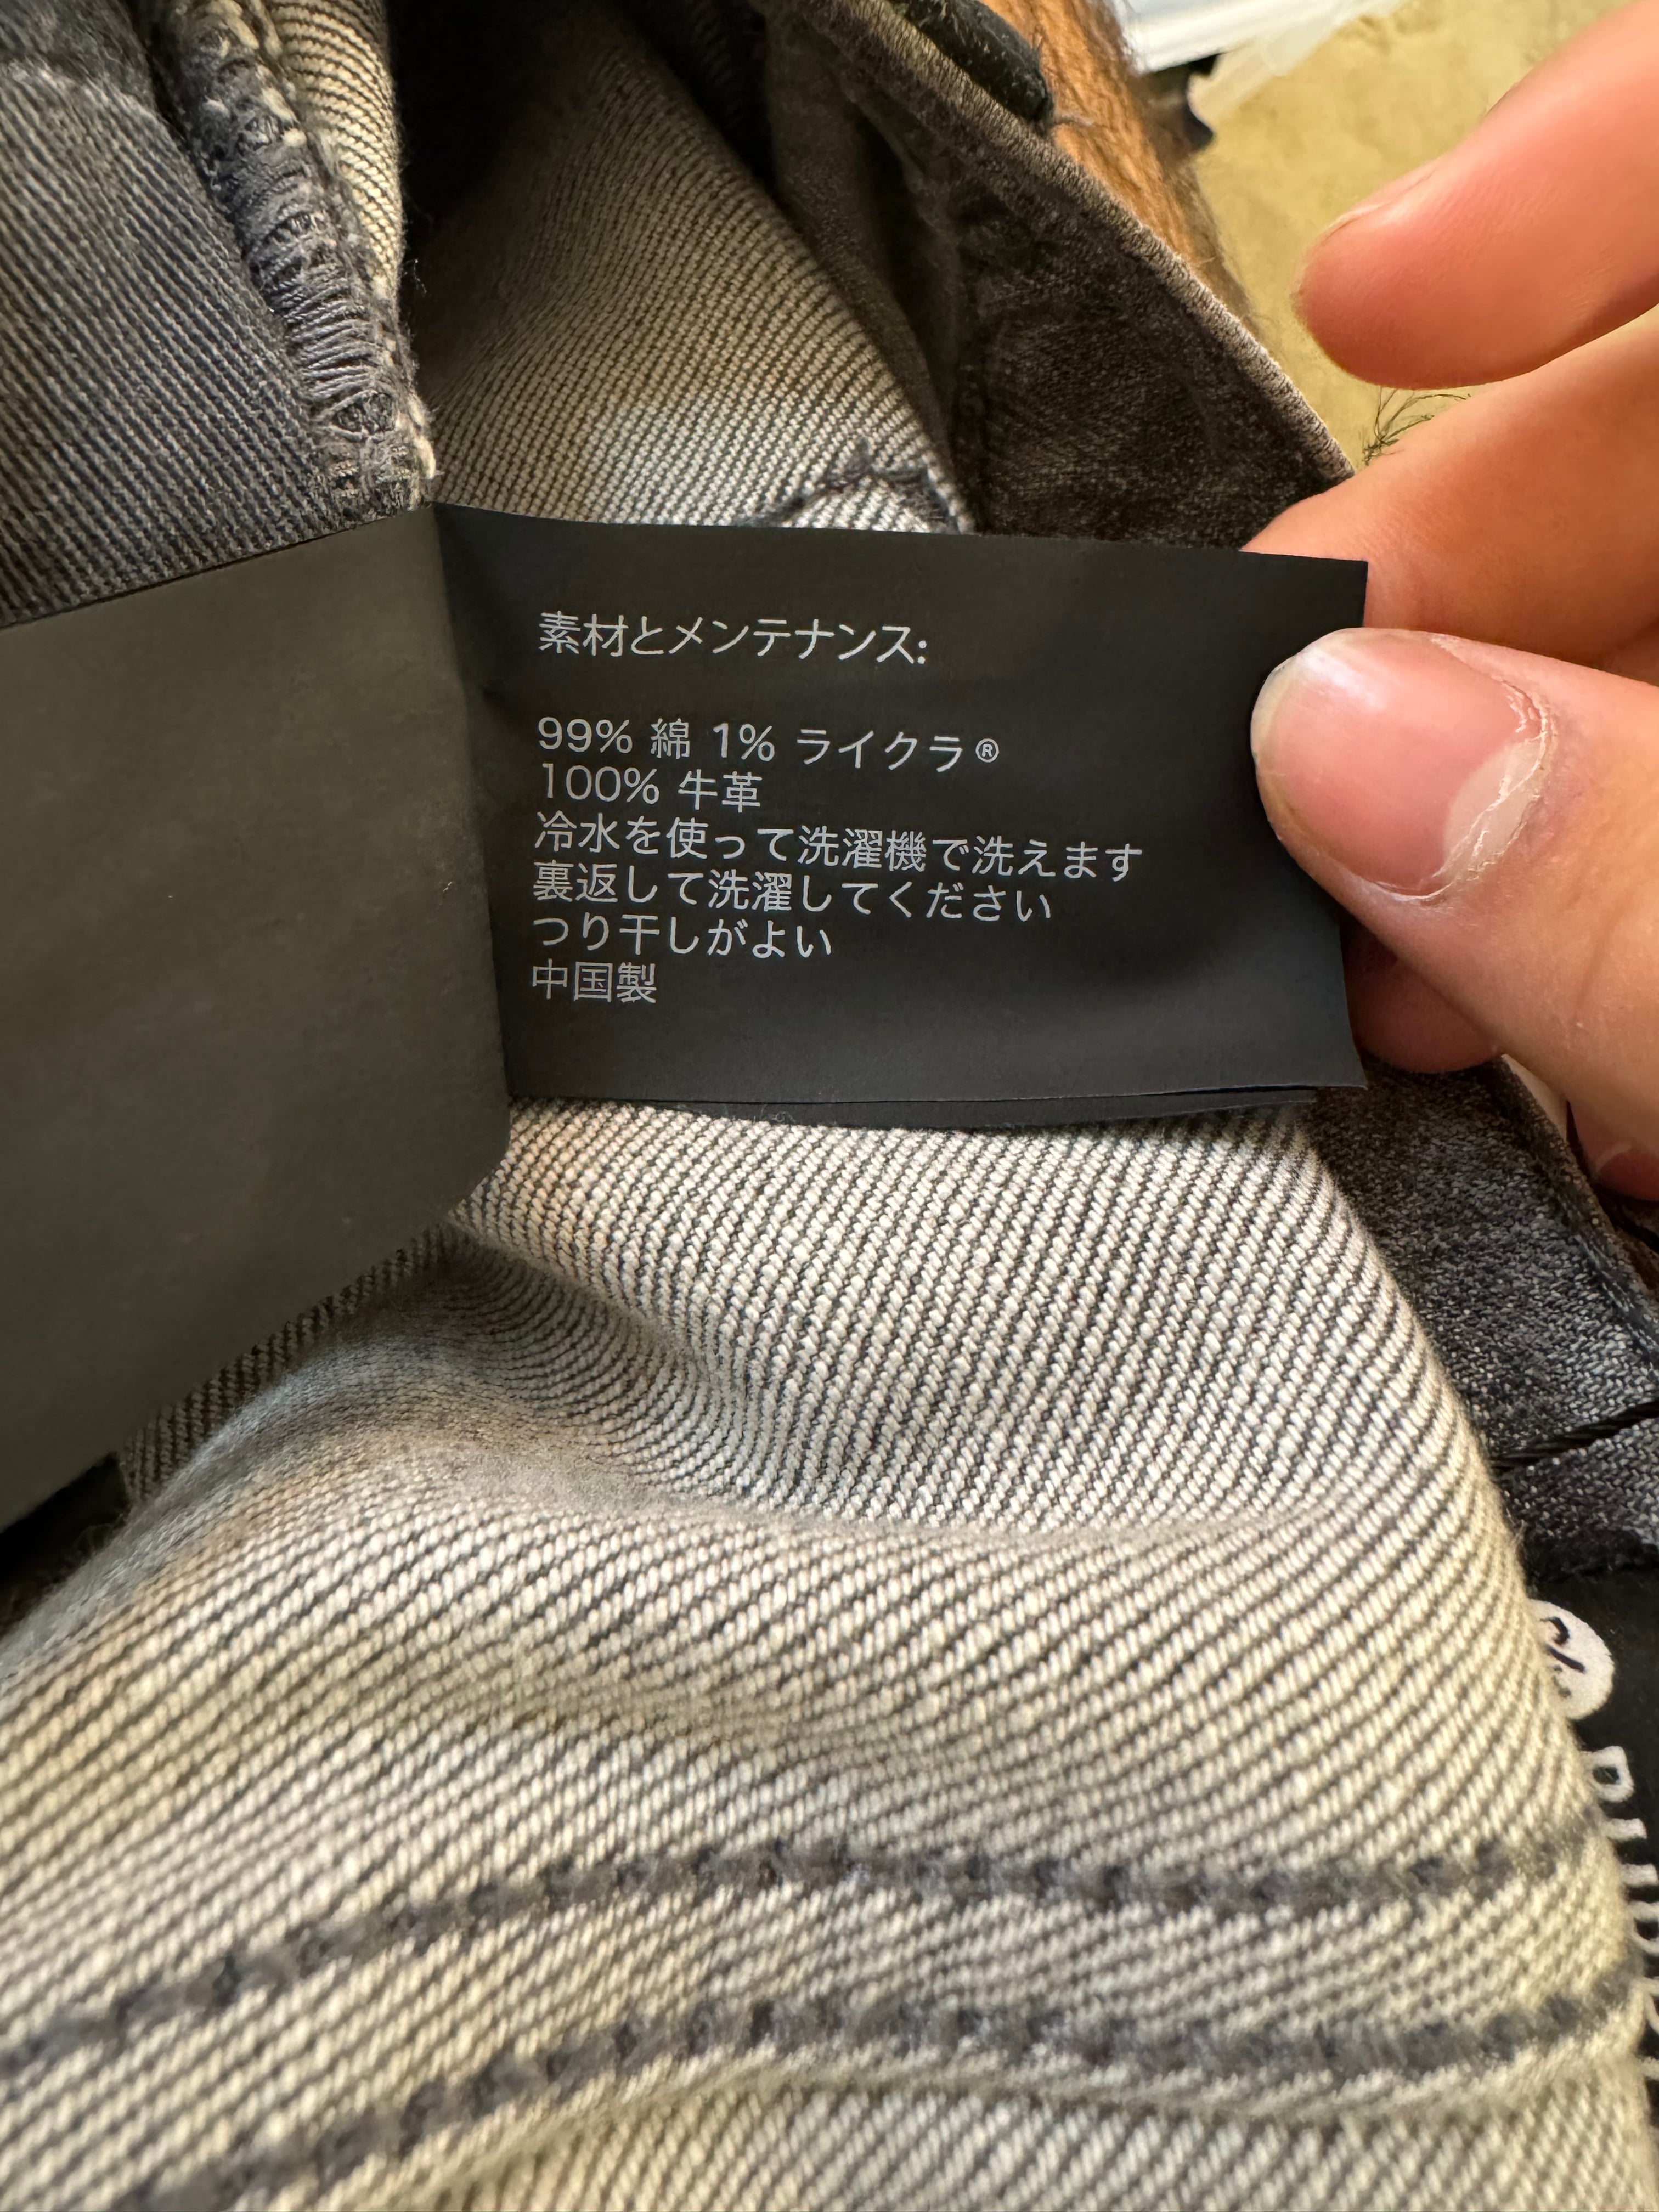 素材とメンテナンス:
99% 綿 1% ライクラ®
100% 牛革
冷水を使って洗濯機で洗えます
裏返して洗濯してください
つり干しがよい
中国製